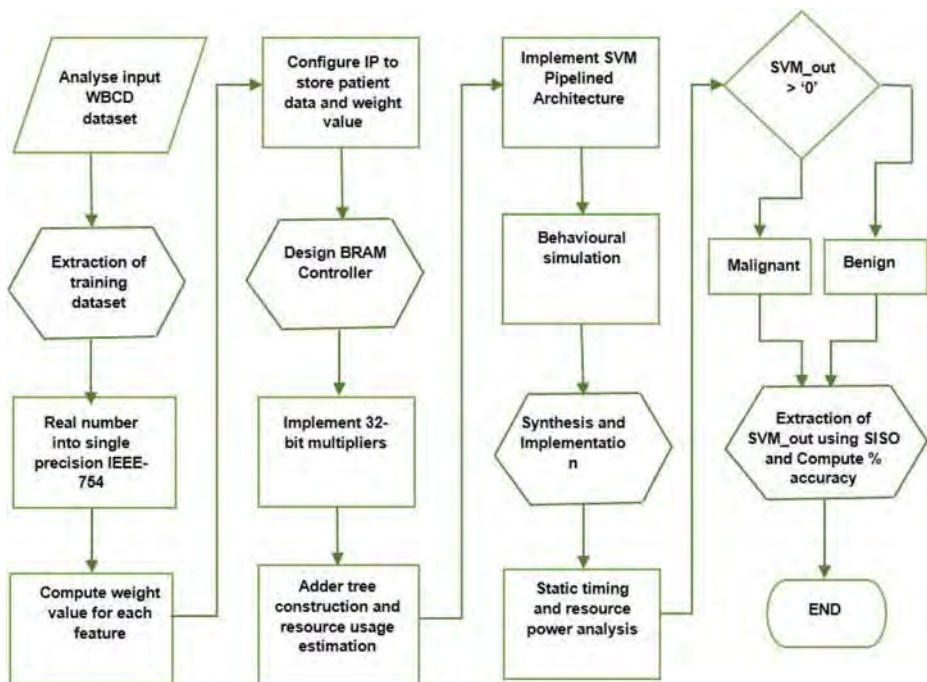 Analyse input
WBCD
dataset
Extraction of
training
dataset
Real number
into single
precision IEEE-
754
Compute weight
value for each
feature
Configure IP to
store patient
data and weight
value
Design BRAM
Controller
Implement 32-
bit multipliers
Adder tree
construction and
resource usage
estimation
Implement SVM
Pipelined
Architecture
Behavioural
simulation
Synthesis and
Implementatio
n
Static timing
and resource
power analysis
SVM_out
> ‘0’
Malignant
Benign
Extraction of
SVM_out using SISO
and Compute %
accuracy
END